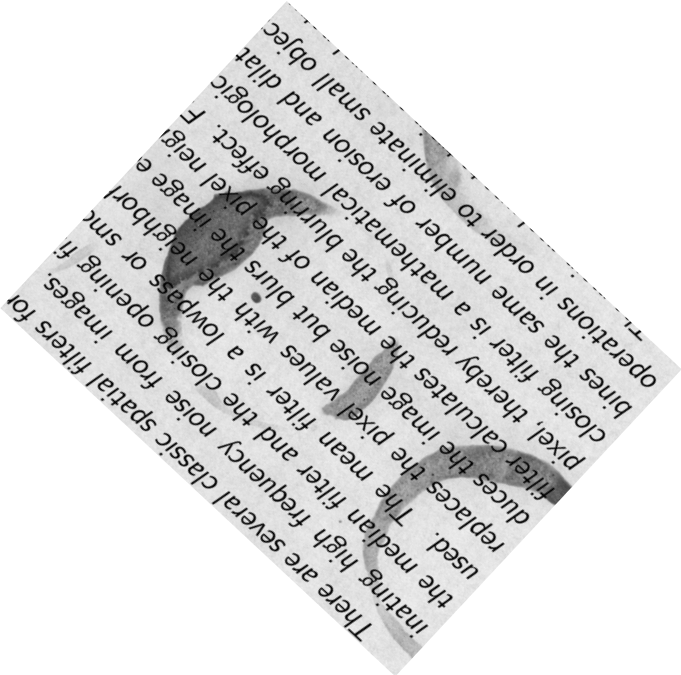 There are several classic spatial filters for
inating high frequency noise from images.
the median filter and the closing opening fi
used. The mean filter is a lowpass or smo
replaces the pixel values with the neighborh
duces the image noise but blurs the image e
filter calculates the median of the pixel neig
pixel, thereby reducing the blurring effect. F
closing filter is a mathematical morphologic
bines the same number of erosion and dilat
operations in order to eliminate small objec